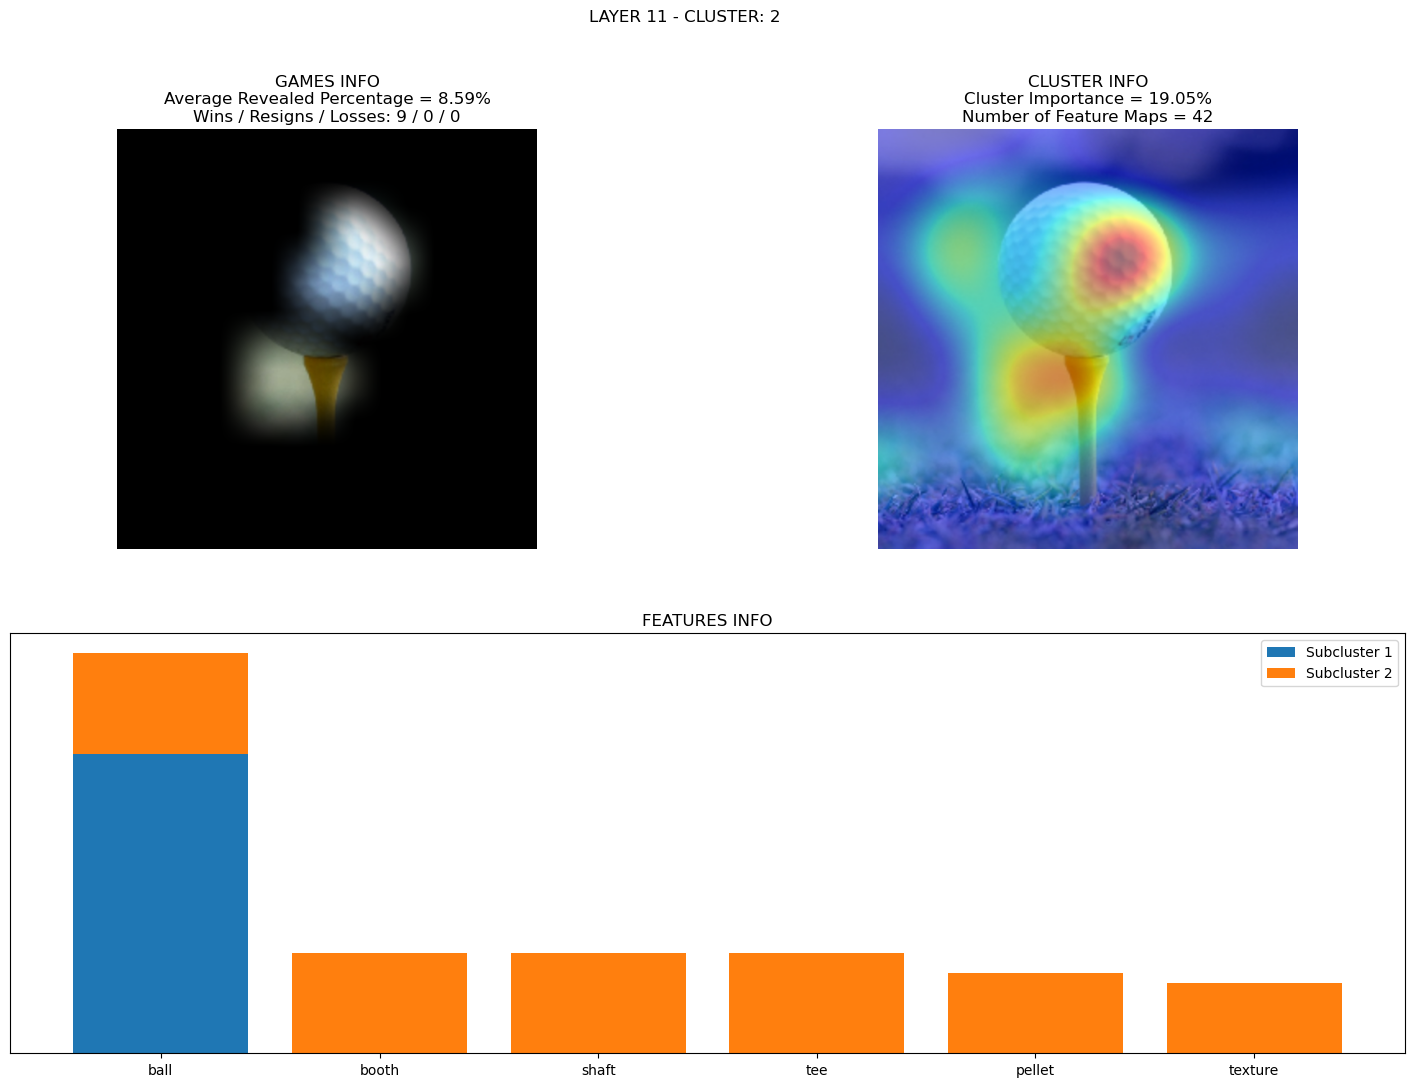 LAYER 11 - CLUSTER: 2
GAMES INFO
Average Revealed Percentage = 8.59%
Wins / Resigns / Losses: 9 / 0 / 0
CLUSTER INFO
Cluster Importance = 19.05%
Number of Feature Maps = 42
FEATURES INFO
Subcluster 1
Subcluster 2
ball booth shaft tee pellet texture